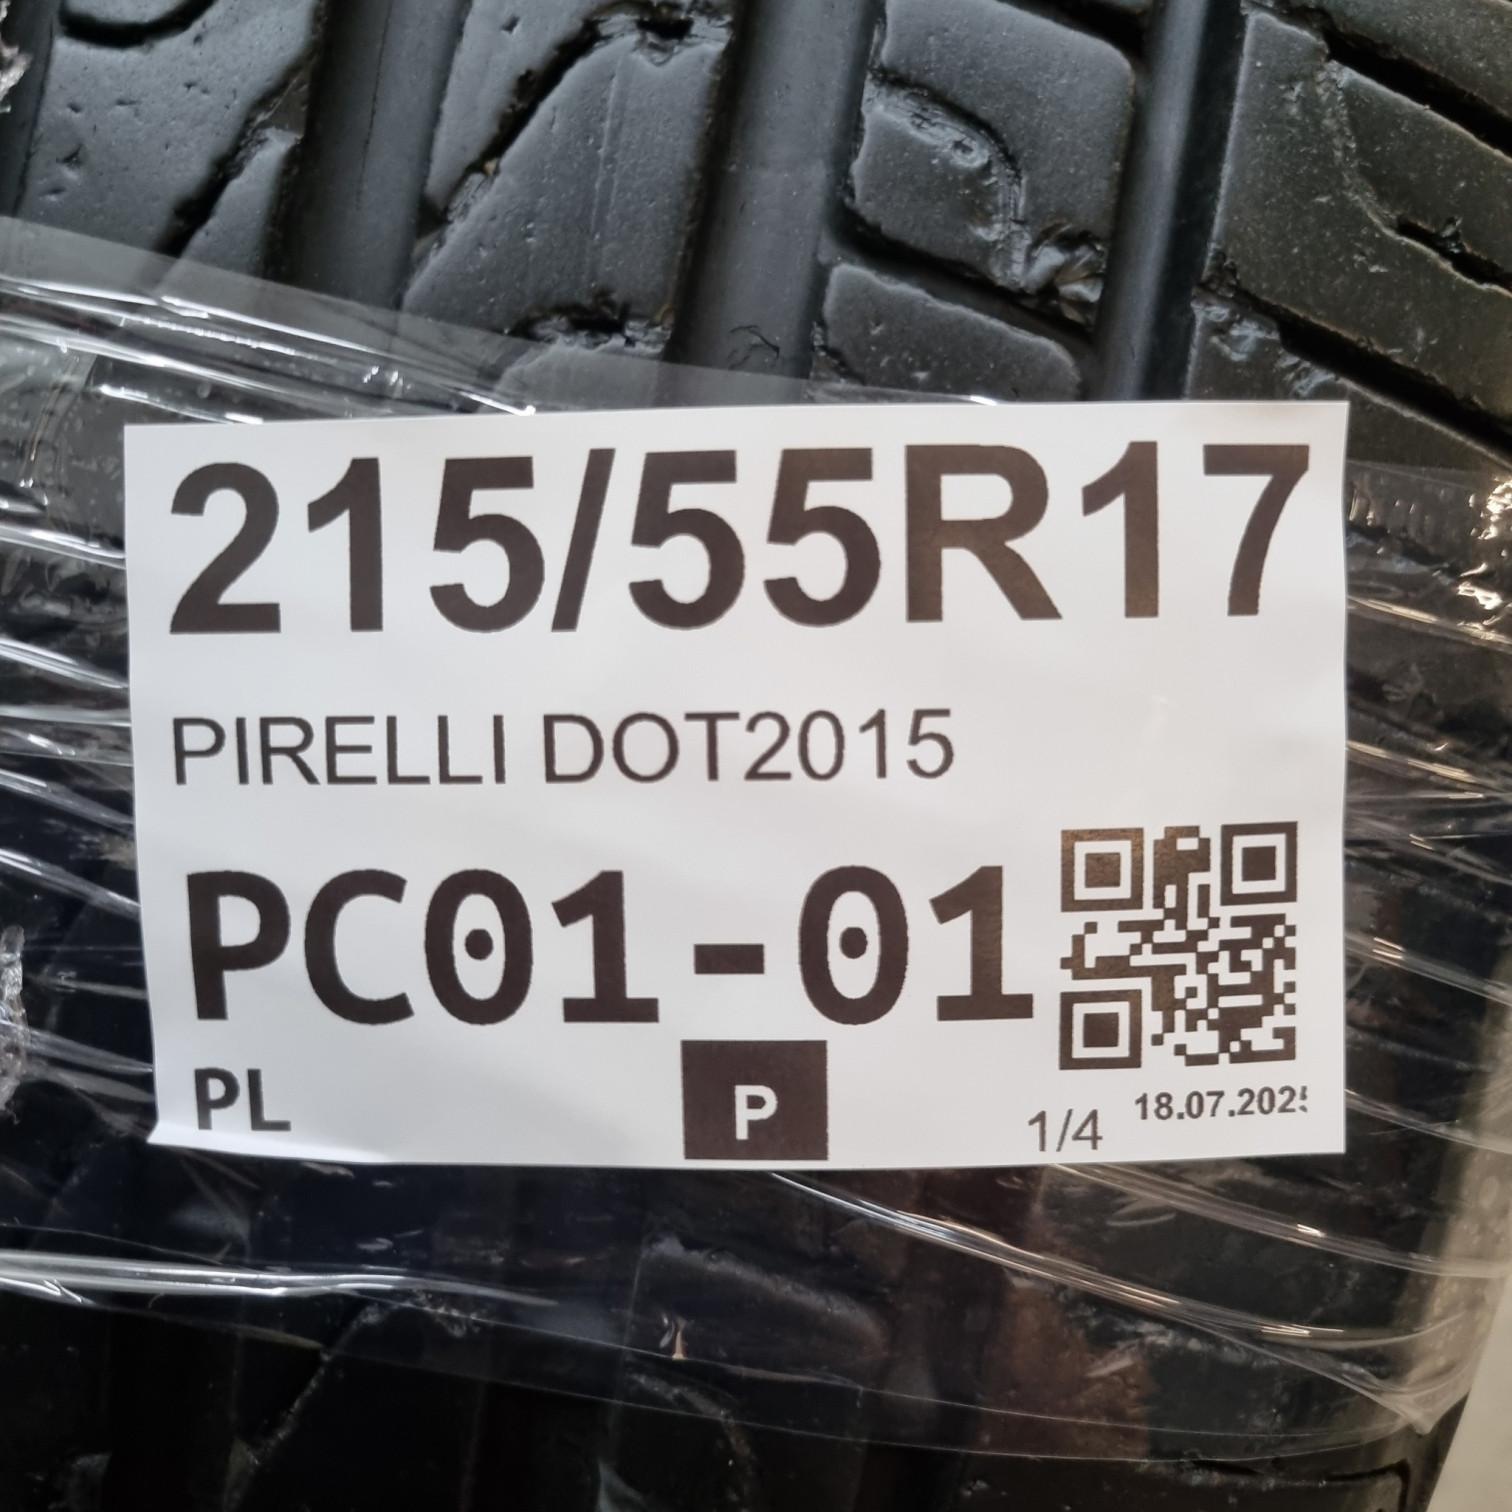 215/55R17
PIRELLI DOT2015
PC01-01
PL P 1/4 18.07.2025